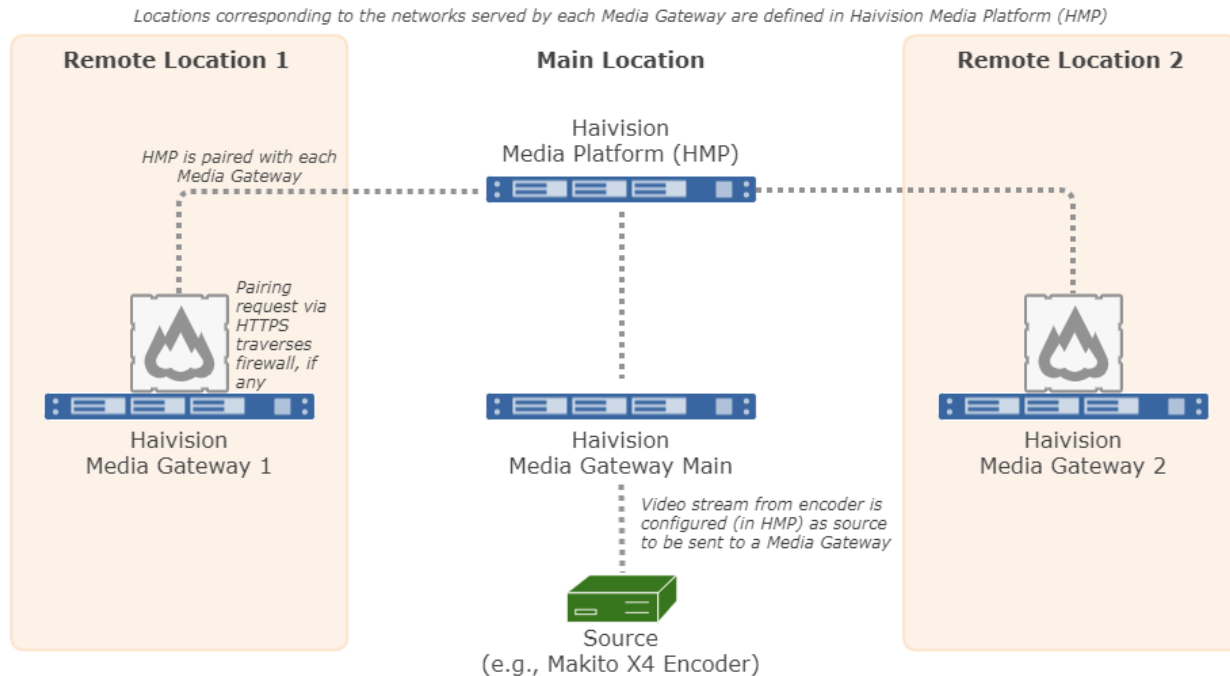 Locations corresponding to the networks served by each Media Gateway are defined in Haivision Media Platform (HMP)
Remote Location 1
Main Location
Remote Location 2
Haivision
Media Platform (HMP)
HMP is paired with each
Media Gateway
Pairing
request via
HTTPS
traverses
firewall, if
any
Haivision
Media Gateway 1
Haivision
Media Gateway Main
Haivision
Media Gateway 2
Video stream from encoder is
configured (in HMP) as source
to be sent to a Media Gateway
Source
(e.g., Makito X4 Encoder)